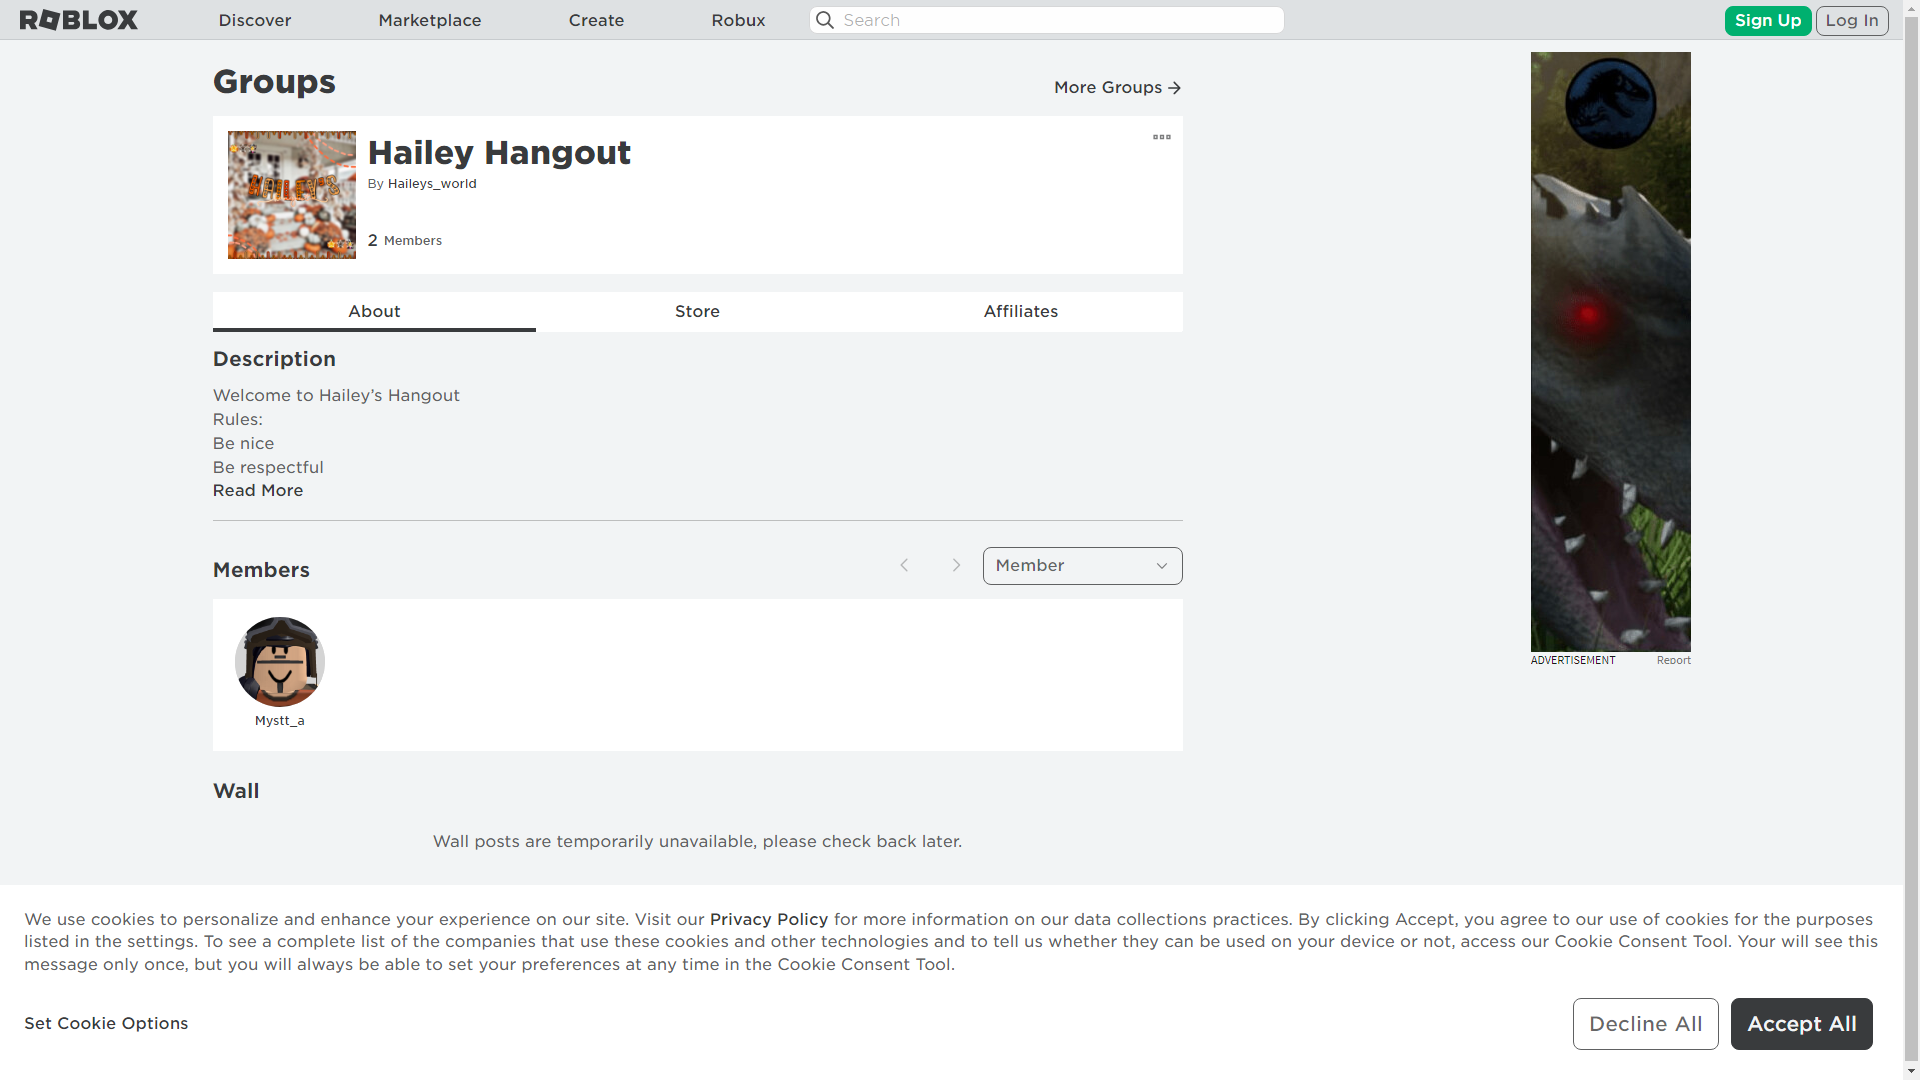 ROBLOX
Discover
Marketplace
Create
Robux
Search
Sign Up
Log In
Groups
More Groups
HAILEY'S
Hailey Hangout
By Haileys_world
2 Members
About
Store
Affiliates
Description
Welcome to Hailey’s Hangout
Rules:
Be nice
Be respectful
Read More
Members
Member
Mystt_a
Wall
Wall posts are temporarily unavailable, please check back later.
ADVERTISEMENT
Report
We use cookies to personalize and enhance your experience on our site. Visit our Privacy Policy for more information on our data collections practices. By clicking Accept, you agree to our use of cookies for the purposes
listed in the settings. To see a complete list of the companies that use these cookies and other technologies and to tell us whether they can be used on your device or not, access our Cookie Consent Tool. Your will see this
message only once, but you will always be able to set your preferences at any time in the Cookie Consent Tool.
Set Cookie Options
Decline All
Accept All